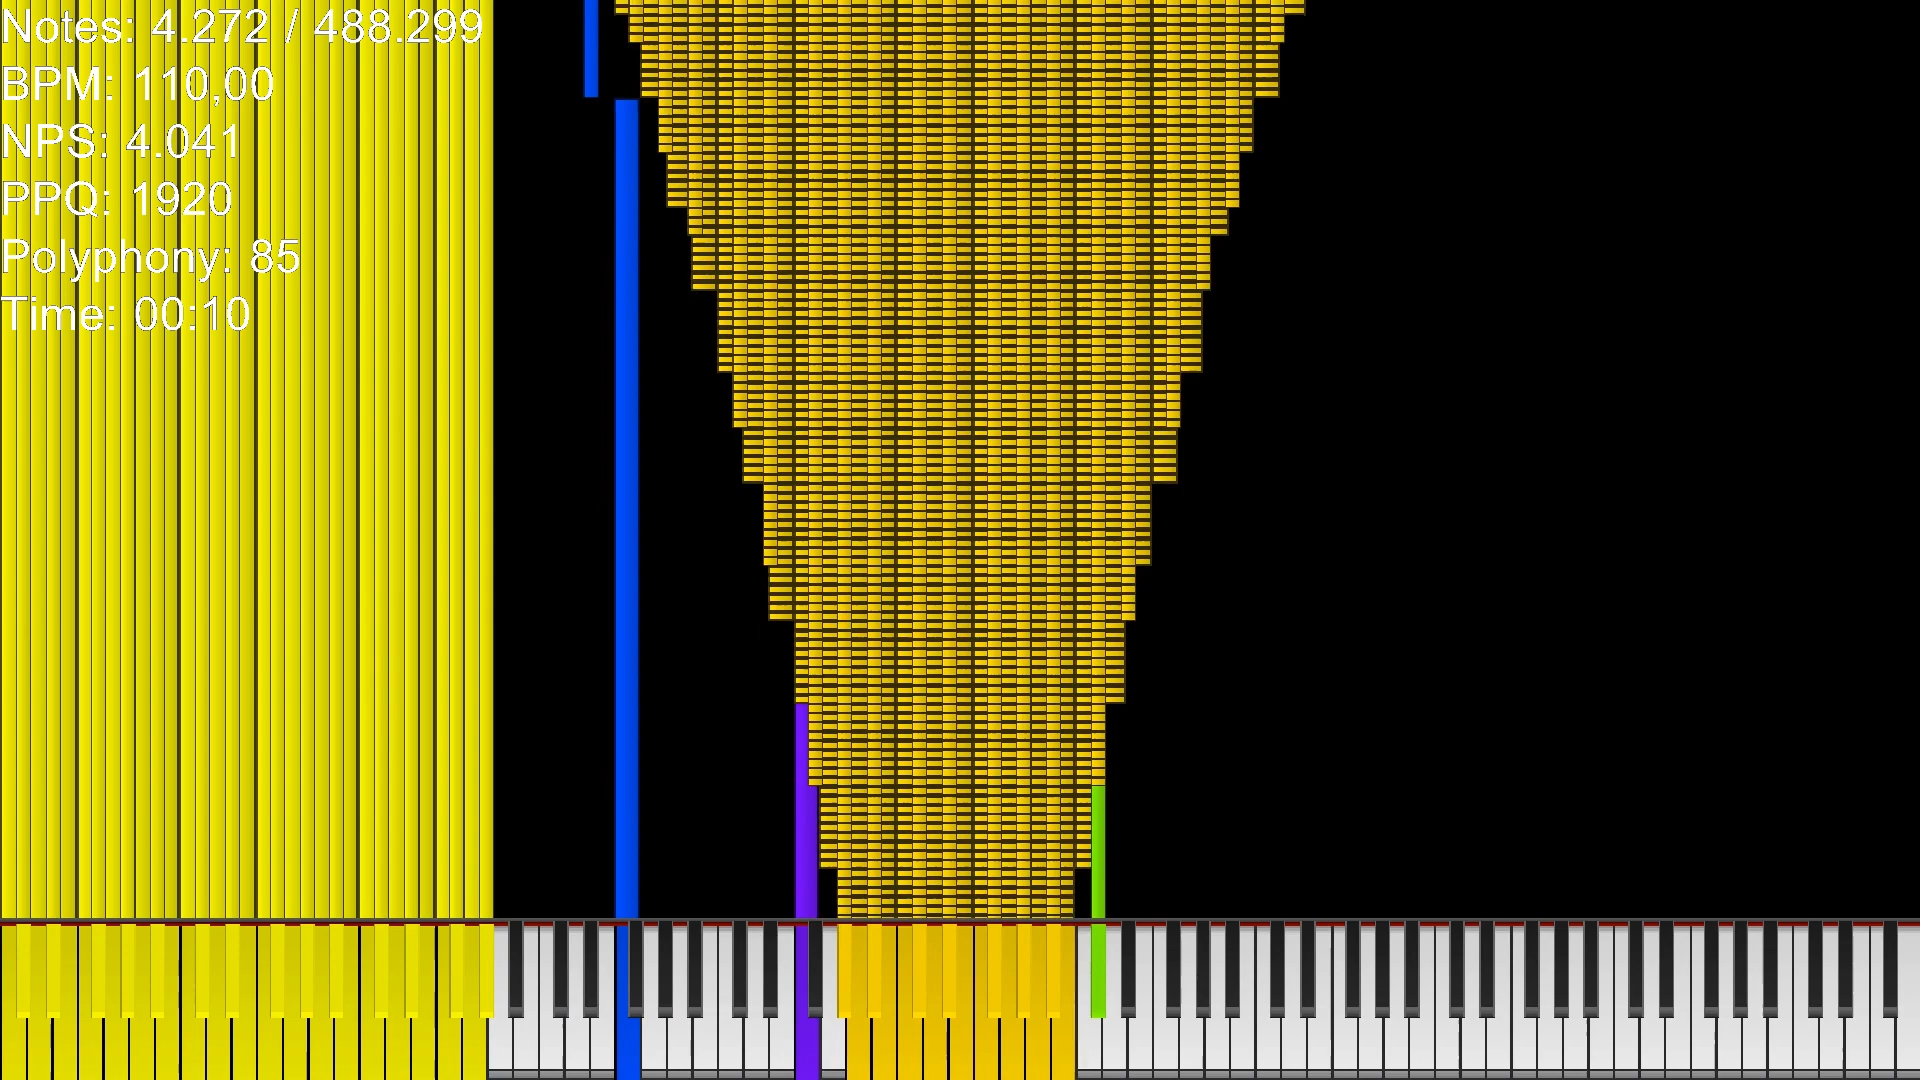 Notes: 4.272 / 488.299
BPM: 110,00
NPS: 4.041
PPQ: 1920
Polyphony: 85
Time: 00:10